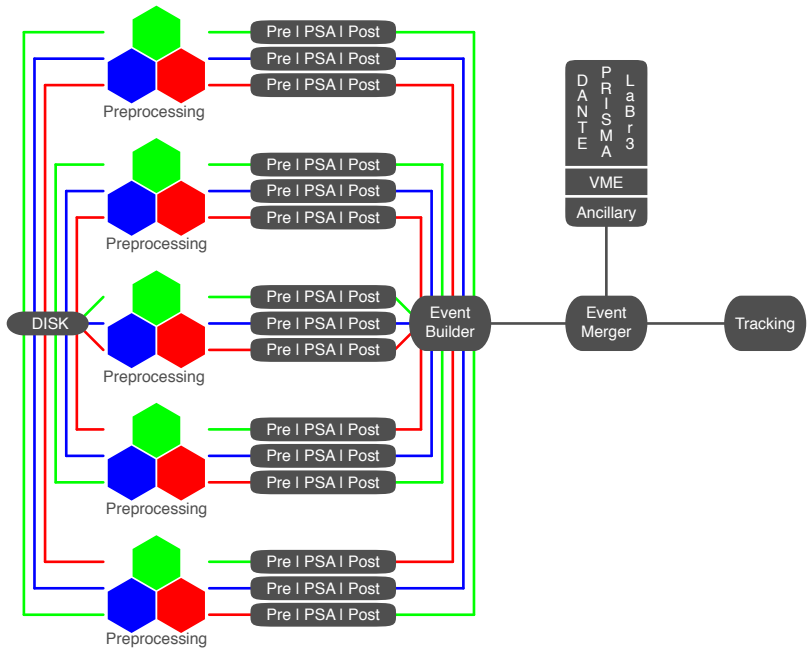 Pre | PSA | Post
Pre | PSA | Post
Pre | PSA | Post
Preprocessing
Pre | PSA | Post
Pre | PSA | Post
Pre | PSA | Post
Preprocessing
DANTE
PRISMA
LaBr3
VME
Ancillary
Pre | PSA | Post
Pre | PSA | Post
Pre | PSA | Post
Preprocessing
DISK
Event
Builder
Event
Merger
Tracking
Pre | PSA | Post
Pre | PSA | Post
Pre | PSA | Post
Preprocessing
Pre | PSA | Post
Pre | PSA | Post
Pre | PSA | Post
Preprocessing